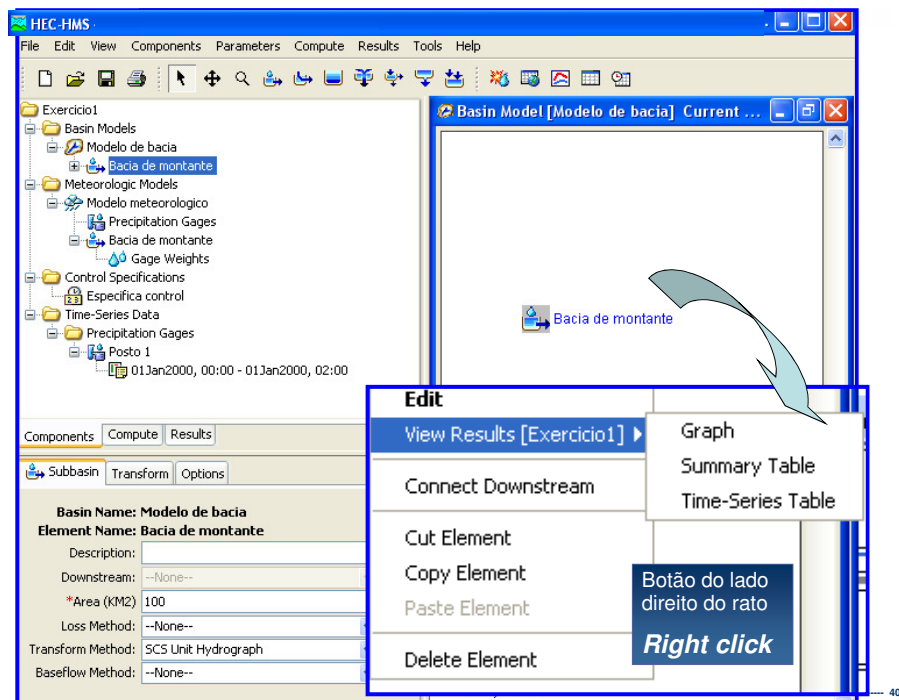 HEC-HMS
File Edit View Components Parameters Compute Results Tools Help
Exercicio1
Basin Models
Modelo de bacia
Bacia de montante
Meteorologic Models
Modelo meteorologico
Precipitation Gages
Bacia de montante
Gage Weights
Control Specifications
Especifica control
Time-Series Data
Precipitation Gages
Posto 1
01Jan2000, 00:00 - 01Jan2000, 02:00
Components Compute Results
Subbasin Transform Options
Basin Name: Modelo de bacia
Element Name: Bacia de montante
Description:
Downstream: --None--
*Area (KM2) 100
Loss Method: --None--
Transform Method: SCS Unit Hydrograph
Baseflow Method: --None--
Basin Model [Modelo de bacia] Current ...
Bacia de montante
Edit
View Results [Exercicio1]
Connect Downstream
Cut Element
Copy Element
Paste Element
Delete Element
Graph
Summary Table
Time-Series Table
Botão do lado
direito do rato
Right click
40